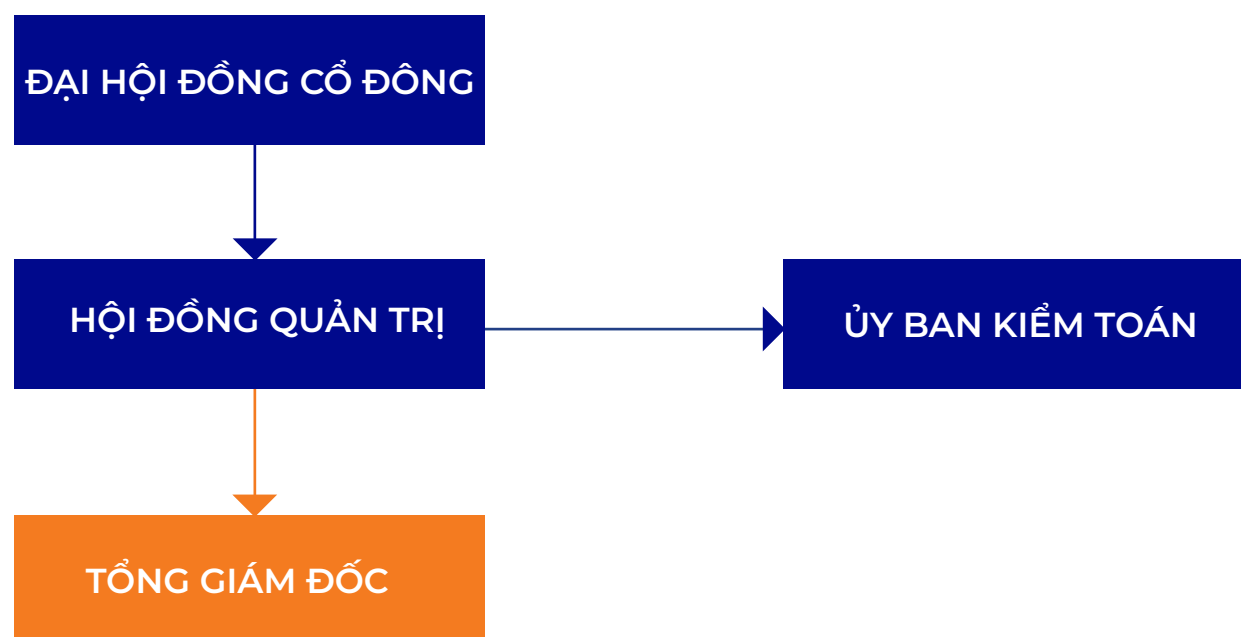 ĐẠI HỘI ĐỒNG CỔ ĐÔNG
HỘI ĐỒNG QUẢN TRỊ
ỦY BAN KIỂM TOÁN
TỔNG GIÁM ĐỐC